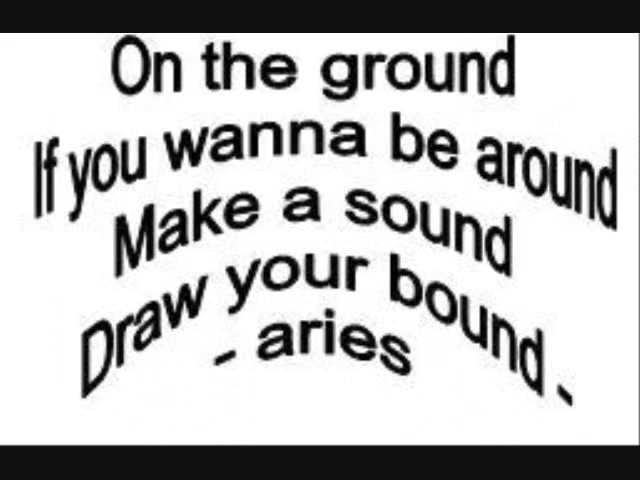 On the ground
If you wanna be around
Make a sound
Draw your bound -
- aries